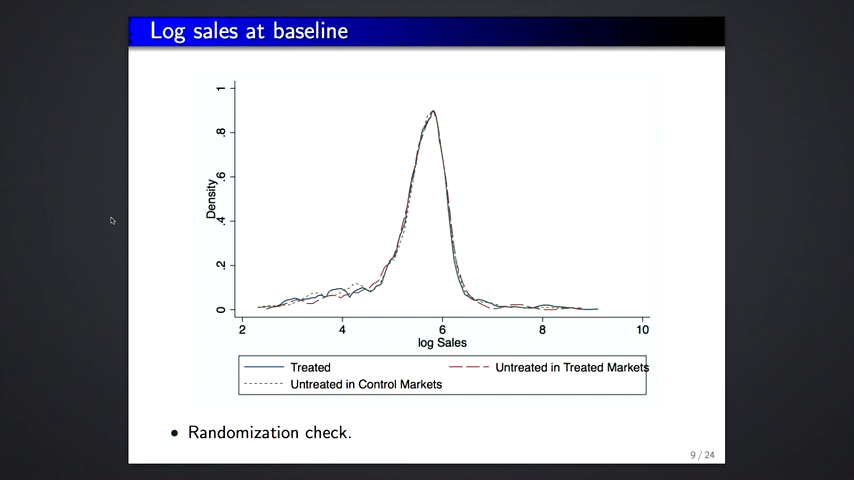 Log sales at baseline
1
.8
.6
.4
.2
0
Density
2 4 6 8 10
log Sales
Treated
Untreated in Treated Markets
Untreated in Control Markets
• Randomization check.
9 / 24